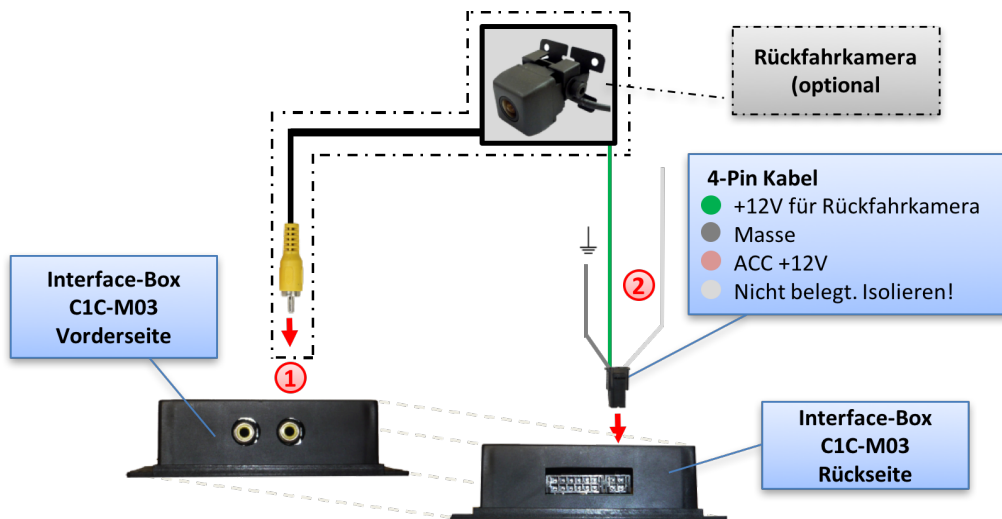 Rückfahrkamera
(optional
4-Pin Kabel
+12V für Rückfahrkamera
Masse
ACC +12V
Nicht belegt. Isolieren!
2
Interface-Box
C1C-M03
Vorderseite
1
Interface-Box
C1C-M03
Rückseite